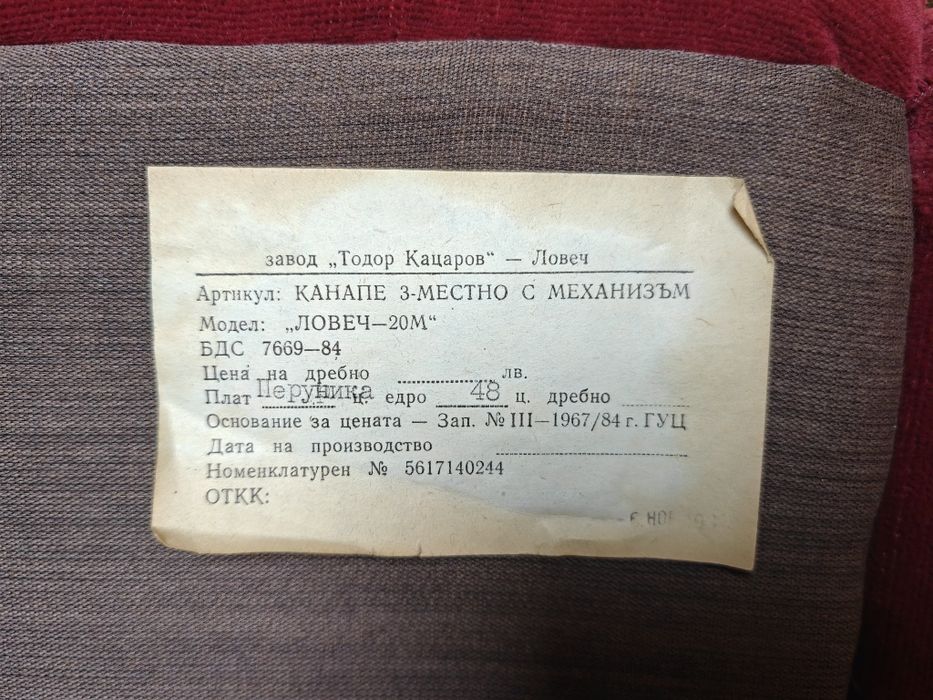 завод „Тодор Кацаров“ — Ловеч
Артикул: КАНАПЕ 3-МЕСТНО С МЕХАНИЗЪМ
Модел: „ЛОВЕЧ—20М“
БДС 7669—84
Цена на дребно лв.
Плат Перуника ц. едро 48 ц. дребно
Основание за цената — Зап. № III—1967/84 г. ГУЦ
Дата на производство
Номенклатурен № 5617140244
ОТКК: